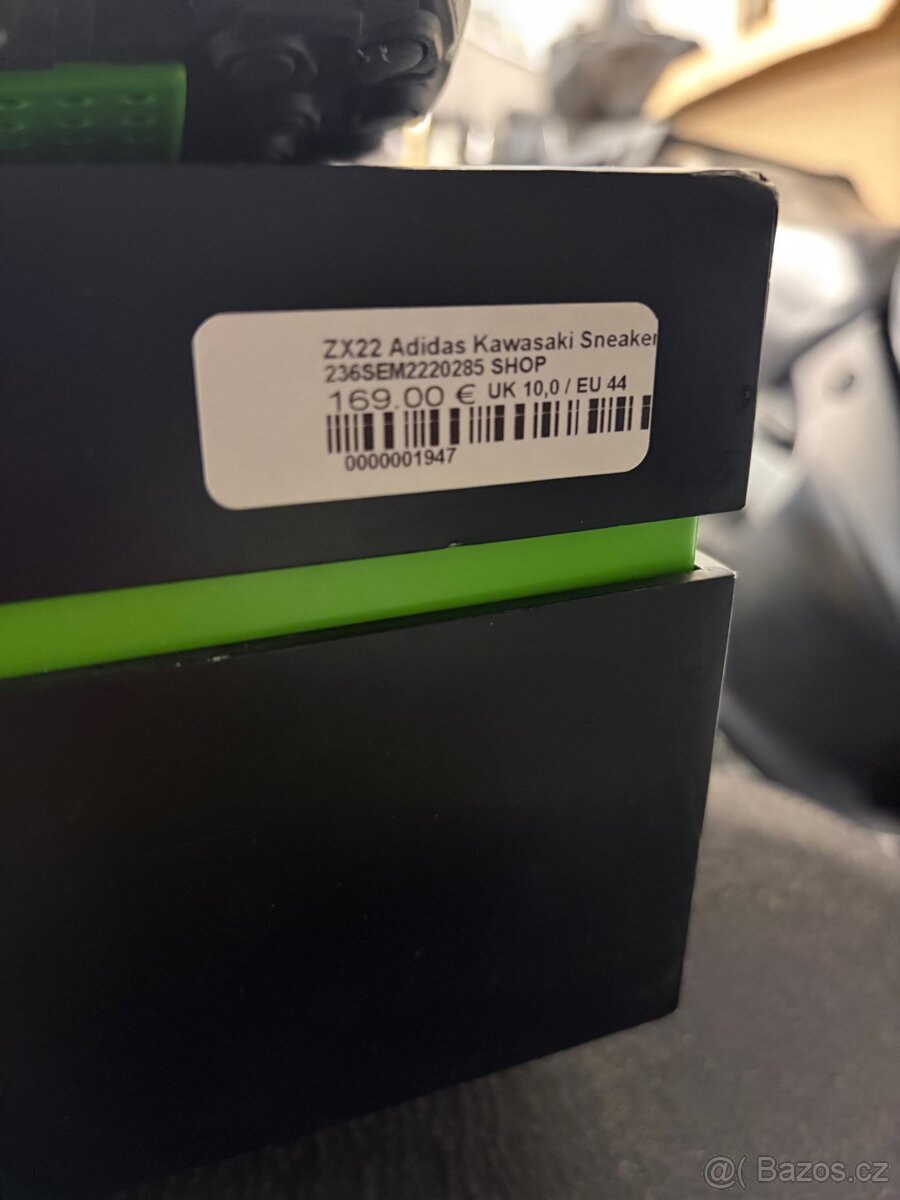 ZX22 Adidas Kawasaki Sneaker
236SEM2220285 SHOP
169.00 € UK 10,0 / EU 44
0000001947
@( Bazos.cz